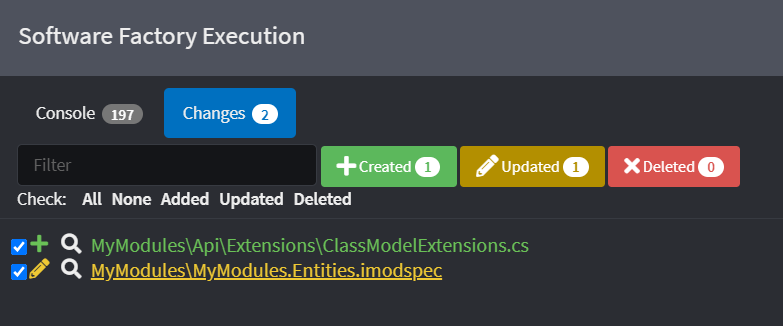 Software Factory Execution
Console 197 Changes 2
Filter Created 1 Updated 1 Deleted 0
Check: All None Added Updated Deleted
MyModules\Api\Extensions\ClassModelExtensions.cs
MyModules\MyModules.Entities.imodspec